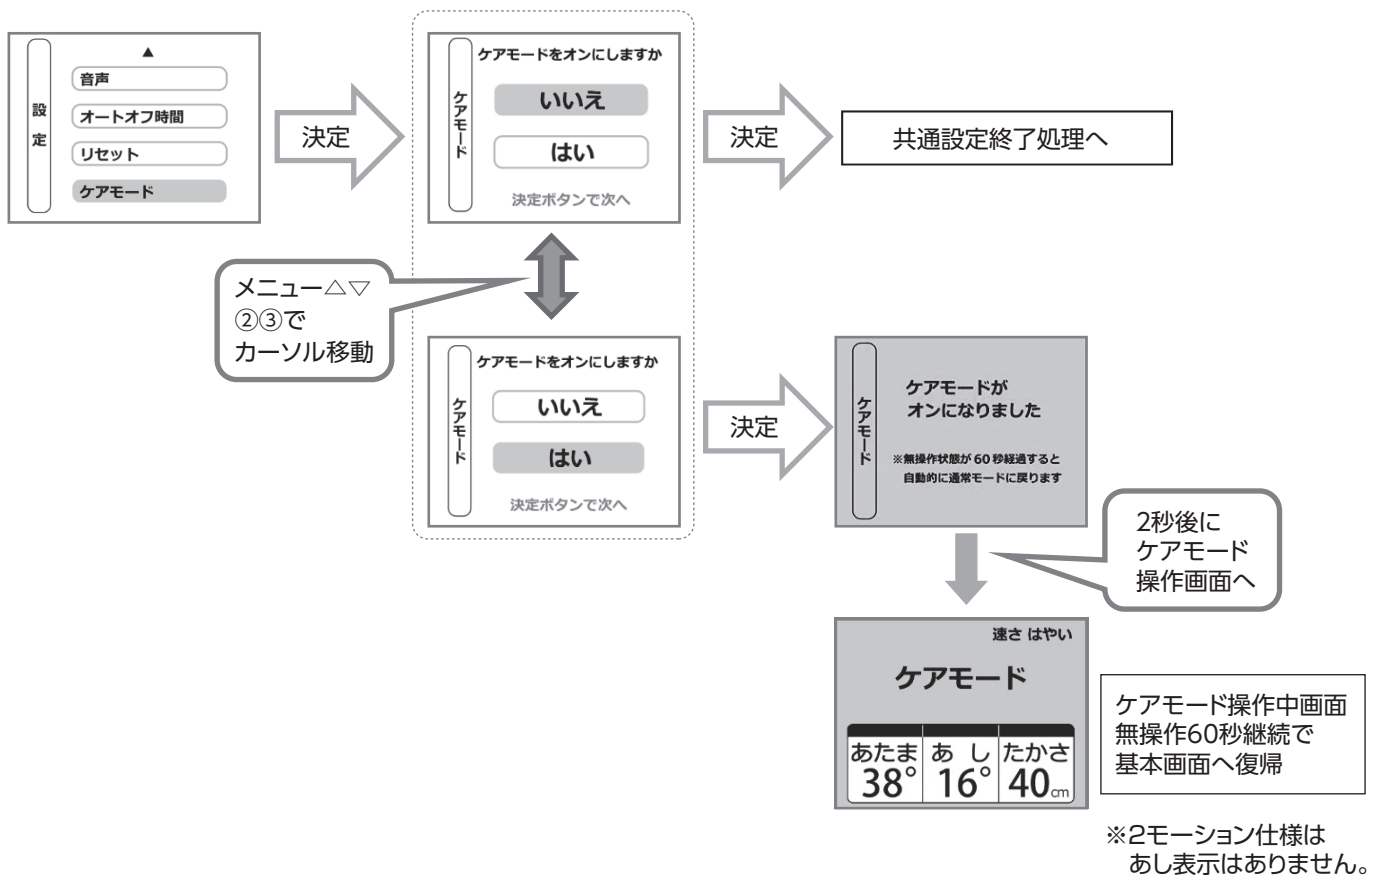 設定
▲
音声
オートオフ時間
リセット
ケアモード
決定
ケアモード
ケアモードをオンにしますか
いいえ
はい
決定ボタンで次へ
決定
共通設定終了処理へ
メニュー△▽
②③で
カーソル移動
ケアモード
ケアモードをオンにしますか
いいえ
はい
決定ボタンで次へ
決定
ケアモード
ケアモードが
オンになりました
※無操作状態が60秒経過すると
自動的に通常モードに戻ります
2秒後に
ケアモード
操作画面へ
速さ はやい
ケアモード
あたま あ し たかさ
38° 16° 40cm
ケアモード操作中画面
無操作60秒継続で
基本画面へ復帰
※2モーション仕様は
あし表示はありません。